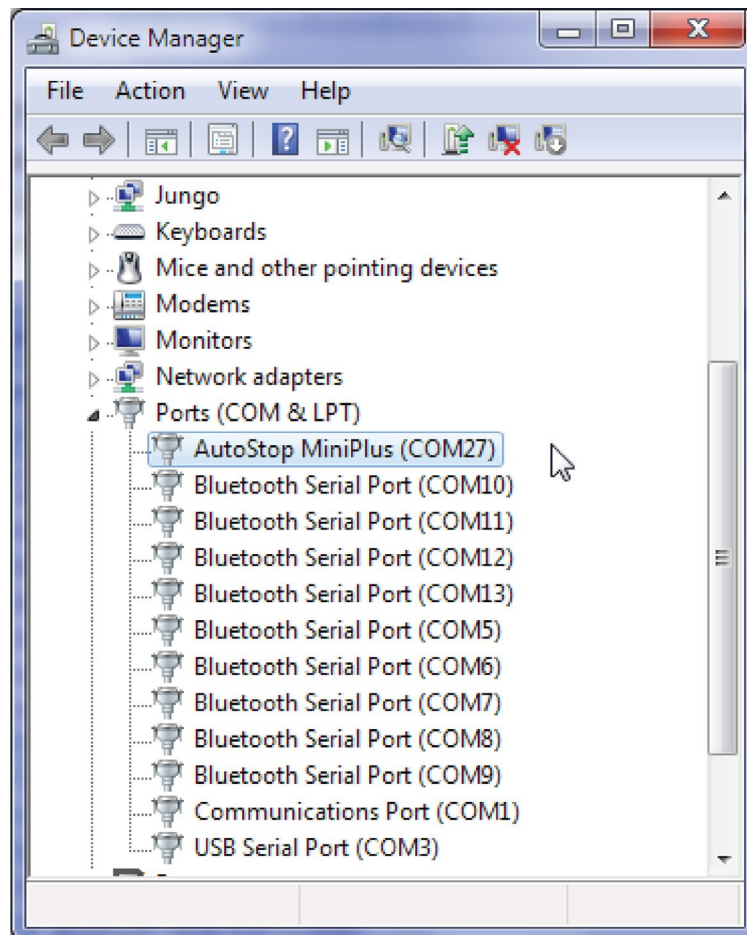 Device Manager
File Action View Help
Jungo
Keyboards
Mice and other pointing devices
Modems
Monitors
Network adapters
Ports (COM & LPT)
AutoStop MiniPlus (COM27)
Bluetooth Serial Port (COM10)
Bluetooth Serial Port (COM11)
Bluetooth Serial Port (COM12)
Bluetooth Serial Port (COM13)
Bluetooth Serial Port (COM5)
Bluetooth Serial Port (COM6)
Bluetooth Serial Port (COM7)
Bluetooth Serial Port (COM8)
Bluetooth Serial Port (COM9)
Communications Port (COM1)
USB Serial Port (COM3)